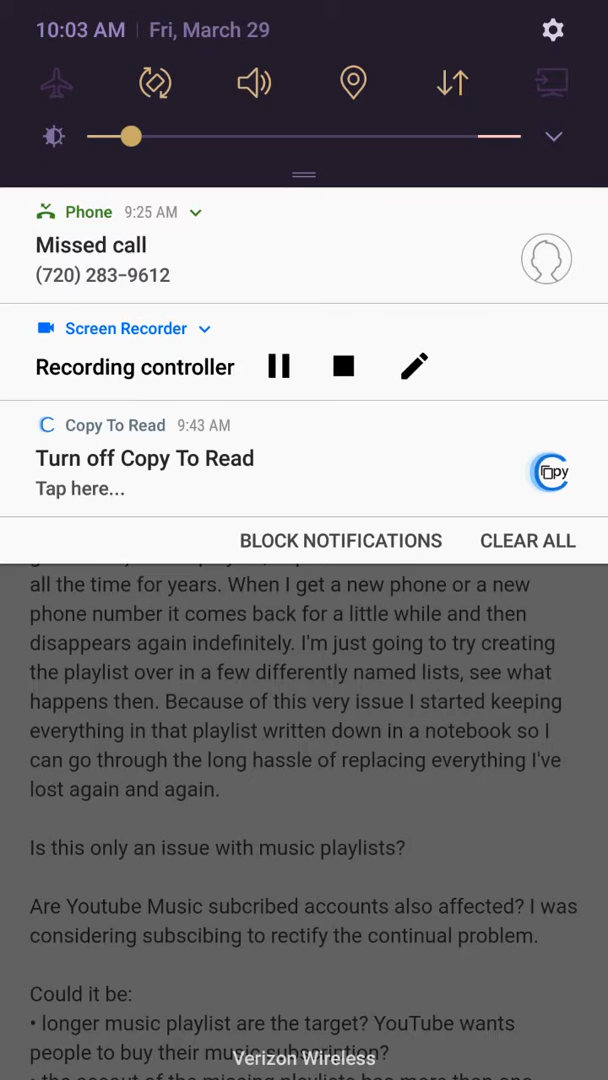 10:03 AM | Fri, March 29
Phone 9:25 AM
Missed call
(720) 283-9612
Screen Recorder
Recording controller
Copy To Read 9:43 AM
Turn off Copy To Read
Tap here...
Copy
BLOCK NOTIFICATIONS CLEAR ALL
all the time for years. When I get a new phone or a new
phone number it comes back for a little while and then
disappears again indefinitely. I'm just going to try creating
the playlist over in a few differently named lists, see what
happens then. Because of this very issue I started keeping
everything in that playlist written down in a notebook so I
can go through the long hassle of replacing everything I've
lost again and again.
Is this only an issue with music playlists?
Are Youtube Music subcribed accounts also affected? I was
considering subscibing to rectify the continual problem.
Could it be:
• longer music playlist are the target? YouTube wants
people to buy their music subscription?
Verizon Wireless